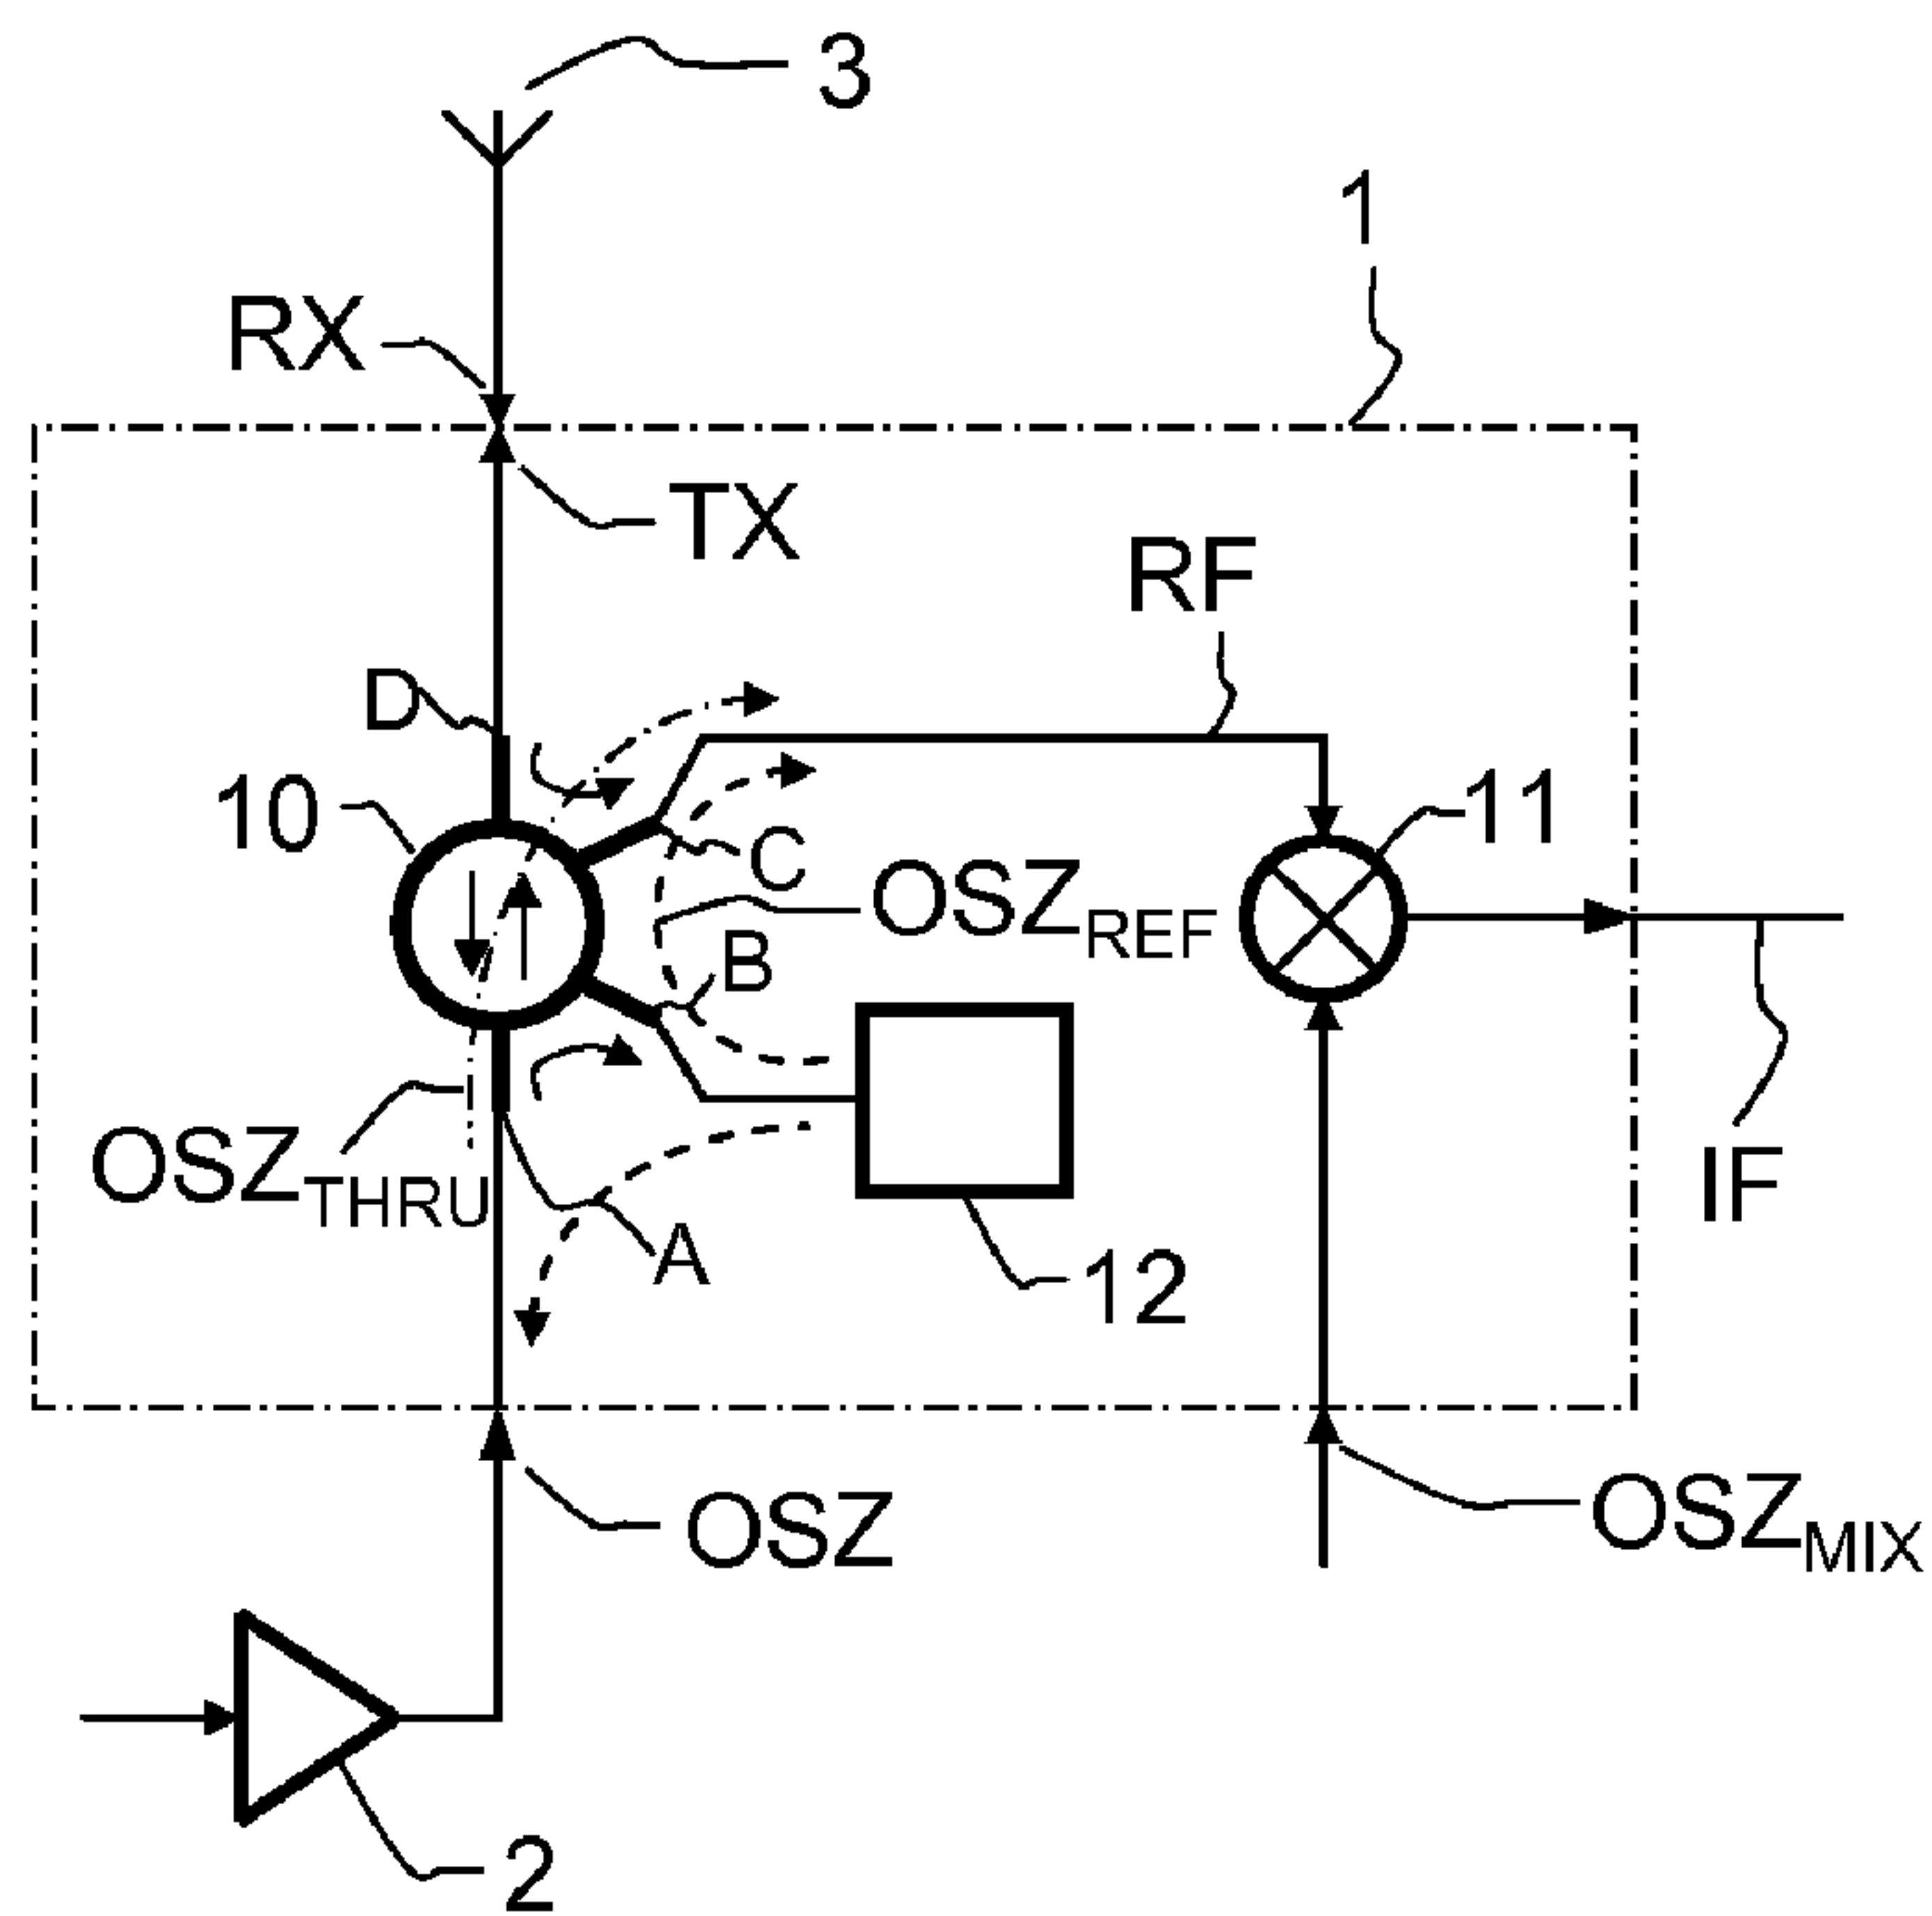 3
1
RX
TX
RF
D
10
11
C
OSZREF
B
OSZTHRU
IF
A
12
OSZ
OSZMIX
2